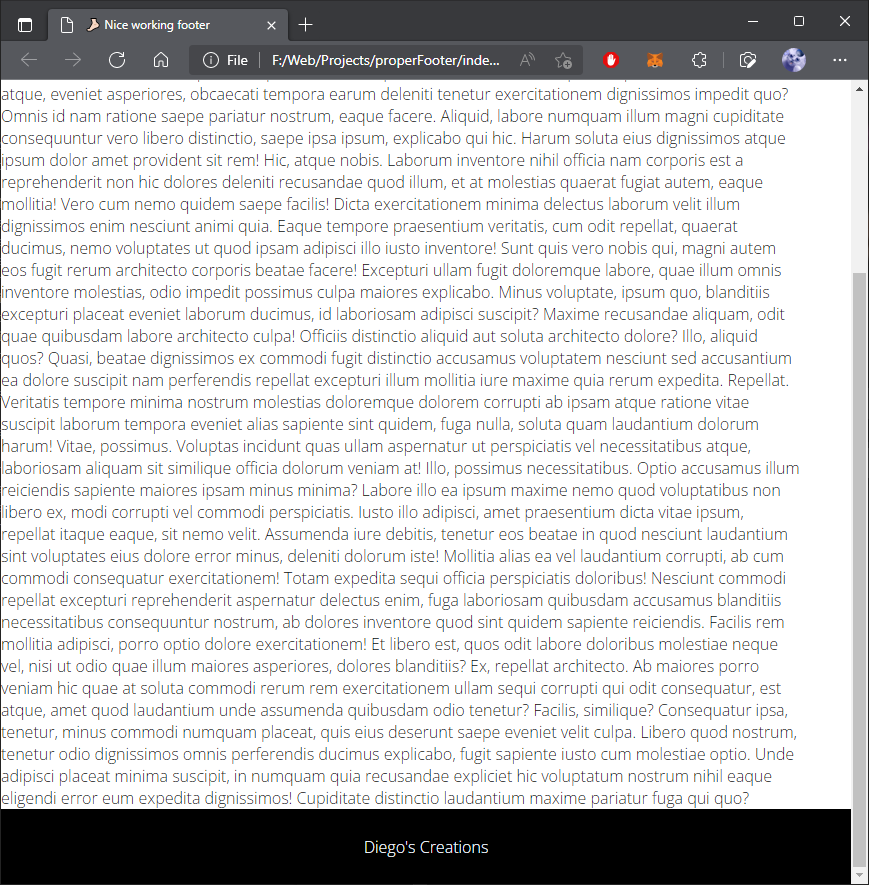 Nice working footer
File
F:/Web/Projects/properFooter/inde...
atque, eveniet asperiores, obcaecati tempora earum deleniti tenetur exercitationem dignissimos impedit quo?
Omnis id nam ratione saepe pariatur nostrum, eaque facere. Aliquid, labore numquam illum magni cupiditate
consequuntur vero libero distinctio, saepe ipsa ipsum, explicabo qui hic. Harum soluta eius dignissimos atque
ipsum dolor amet provident sit rem! Hic, atque nobis. Laborum inventore nihil officia nam corporis est a
reprehenderit non hic dolores deleniti recusandae quod illum, et at molestias quaerat fugiat autem, eaque
mollitia! Vero cum nemo quidem saepe facilis! Dicta exercitationem minima delectus laborum velit illum
dignissimos enim nesciunt animi quia. Eaque tempore praesentium veritatis, cum odit repellat, quaerat
ducimus, nemo voluptates ut quod ipsam adipisci illo iusto inventore! Sunt quis vero nobis qui, magni autem
eos fugit rerum architecto corporis beatae facere! Excepturi ullam fugit doloremque labore, quae illum omnis
inventore molestias, odio impedit possimus culpa maiores explicabo. Minus voluptate, ipsum quo, blanditiis
excepturi placeat eveniet laborum ducimus, id laboriosam adipisci suscipit? Maxime recusandae aliquam, odit
quae quibusdam labore architecto culpa! Officiis distinctio aliquid aut soluta architecto dolore? Illo, aliquid
quos? Quasi, beatae dignissimos ex commodi fugit distinctio accusamus voluptatem nesciunt sed accusantium
ea dolore suscipit nam perferendis repellat excepturi illum mollitia iure maxime quia rerum expedita. Repellat.
Veritatis tempore minima nostrum molestias doloremque dolorem corrupti ab ipsam atque ratione vitae
suscipit laborum tempora eveniet alias sapiente sint quidem, fuga nulla, soluta quam laudantium dolorum
harum! Vitae, possimus. Voluptas incidunt quas ullam aspernatur ut perspiciatis vel necessitatibus atque,
laboriosam aliquam sit similique officia dolorum veniam at! Illo, possimus necessitatibus. Optio accusamus illum
reiciendis sapiente maiores ipsam minus minima? Labore illo ea ipsum maxime nemo quod voluptatibus non
libero ex, modi corrupti vel commodi perspiciatis. Iusto illo adipisci, amet praesentium dicta vitae ipsum,
repellat itaque eaque, sit nemo velit. Assumenda iure debitis, tenetur eos beatae in quod nesciunt laudantium
sint voluptates eius dolore error minus, deleniti dolorum iste! Mollitia alias ea vel laudantium corrupti, ab cum
commodi consequatur exercitationem! Totam expedita sequi officia perspiciatis doloribus! Nesciunt commodi
repellat excepturi reprehenderit aspernatur delectus enim, fuga laboriosam quibusdam accusamus blanditiis
necessitatibus consequuntur nostrum, ab dolores inventore quod sint quidem sapiente reiciendis. Facilis rem
mollitia adipisci, porro optio dolore exercitationem! Et libero est, quos odit labore doloribus molestiae neque
vel, nisi ut odio quae illum maiores asperiores, dolores blanditiis? Ex, repellat architecto. Ab maiores porro
veniam hic quae at soluta commodi rerum rem exercitationem ullam sequi corrupti qui odit consequatur, est
atque, amet quod laudantium unde assumenda quibusdam odio tenetur? Facilis, similique? Consequatur ipsa,
tenetur, minus commodi numquam placeat, quis eius deserunt saepe eveniet velit culpa. Libero quod nostrum,
tenetur odio dignissimos omnis perferendis ducimus explicabo, fugit sapiente iusto cum molestiae optio. Unde
adipisci placeat minima suscipit, in numquam quia recusandae expliciet hic voluptatum nostrum nihil eaque
eligendi error eum expedita dignissimos! Cupiditate distinctio laudantium maxime pariatur fuga qui quo?
Diego's Creations